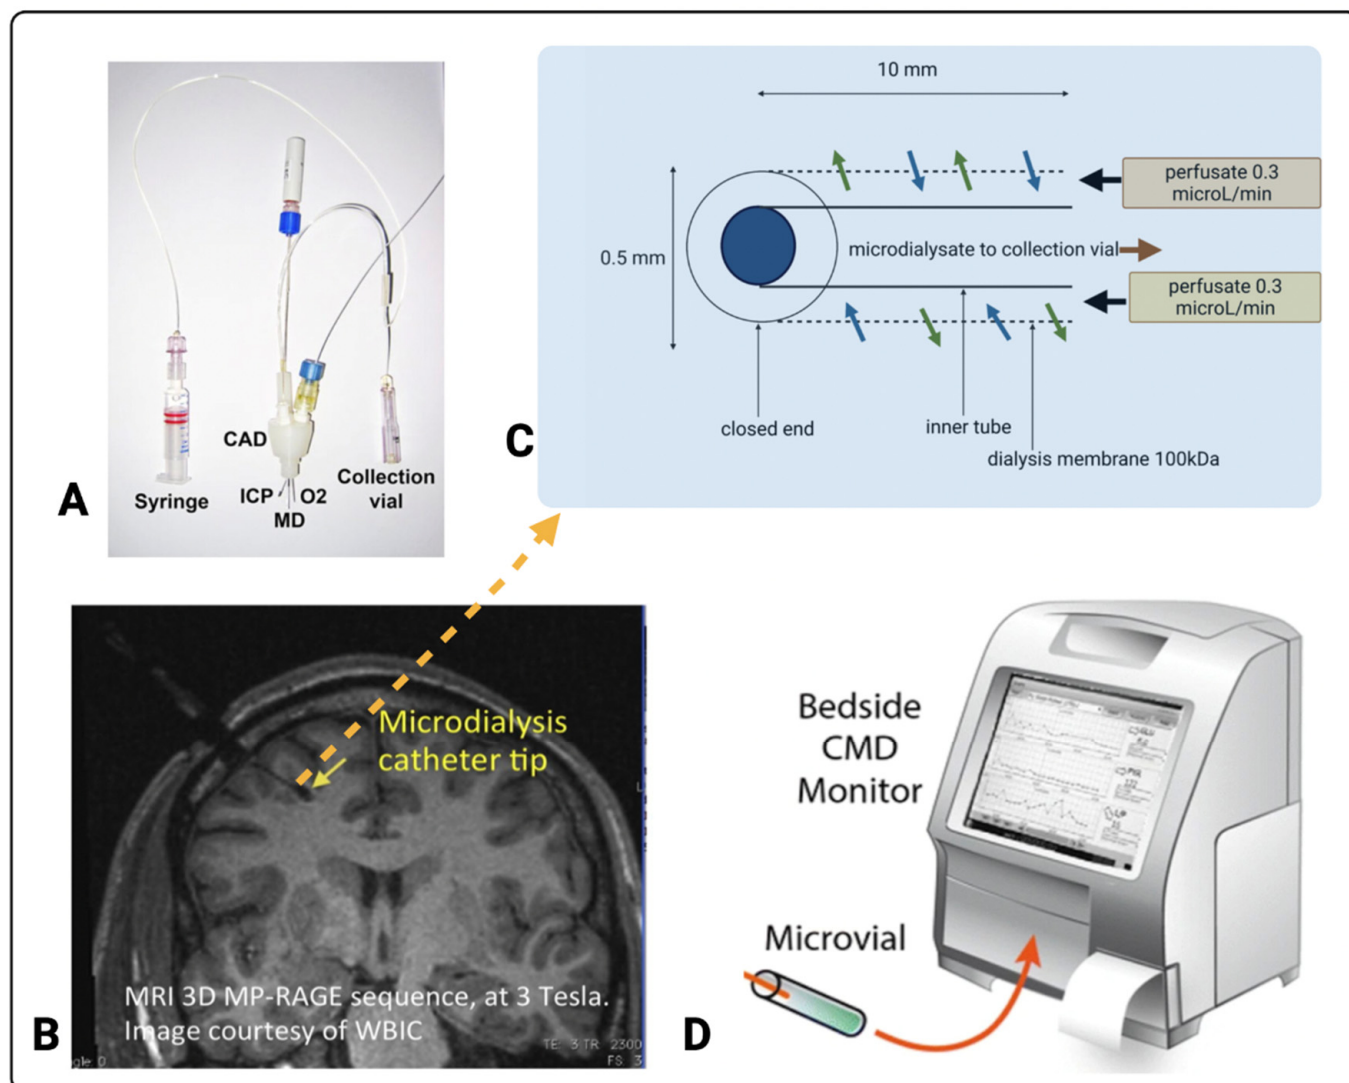 A
CAD
Syringe
ICP
O2
MD
Collection
vial
C
10 mm
0.5 mm
perfusate 0.3
microL/min
microdialysate to collection vial
perfusate 0.3
microL/min
closed end
inner tube
dialysis membrane 100kDa
B
Microdialysis
catheter tip
MRI 3D MP-RAGE sequence, at 3 Tesla.
Image courtesy of WBIC
TE: 3 TR: 2300
FS: 3
D
Bedside
CMD
Monitor
Microvial